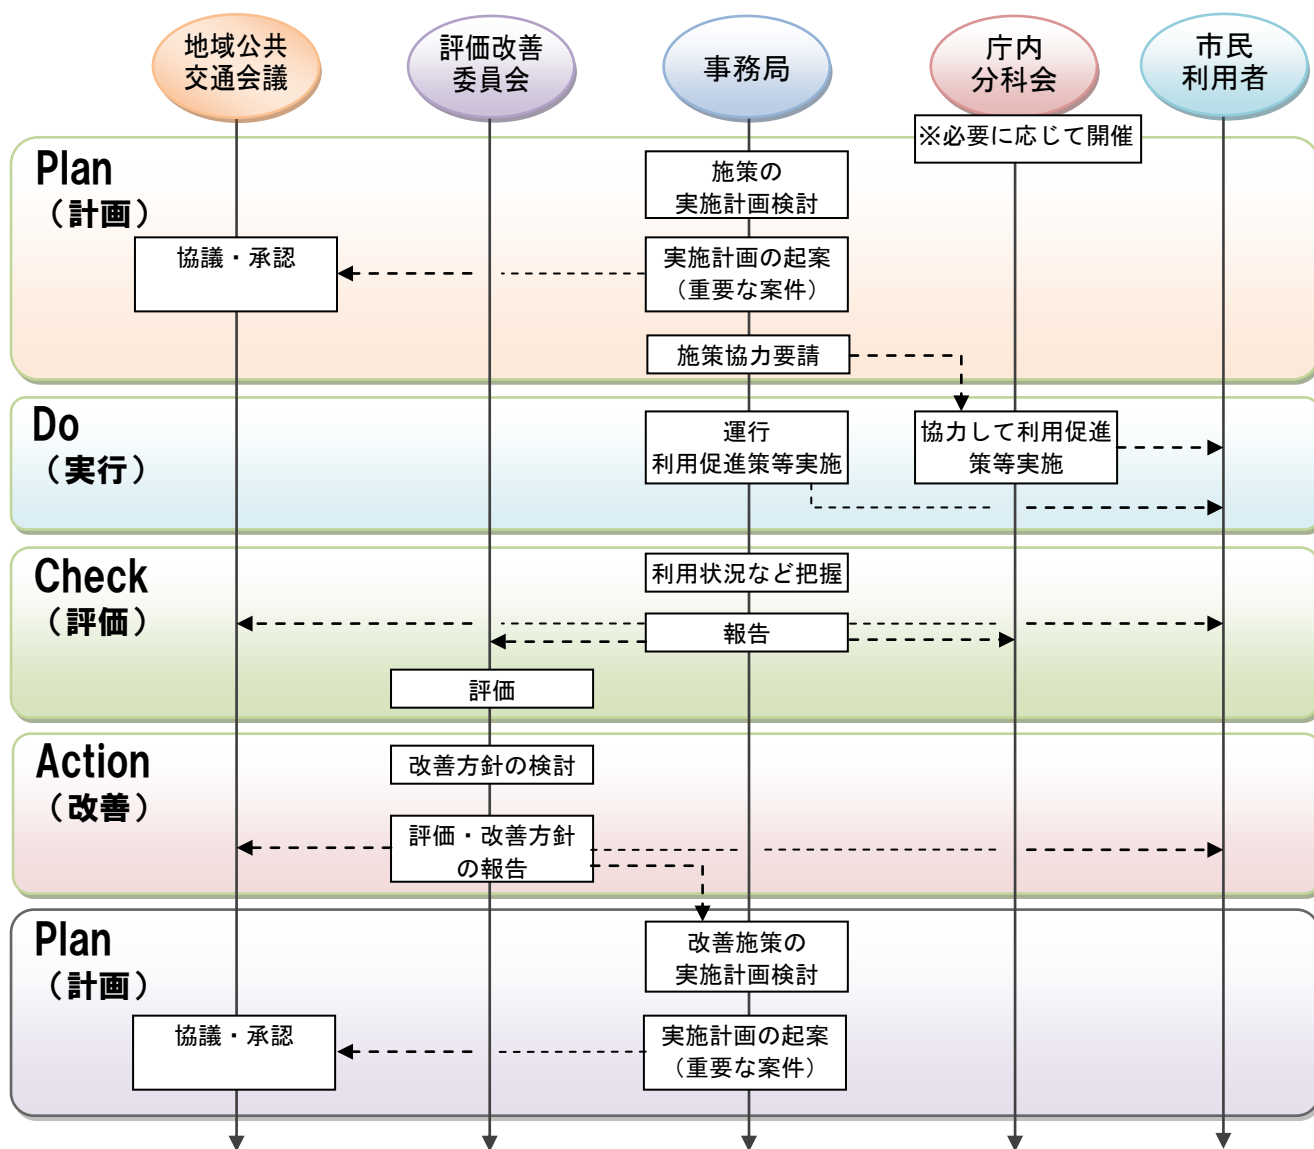 地域公共
交通会議
評価改善
委員会
事務局
庁内
分科会
市民
利用者
※必要に応じて開催
Plan
（計画）
施策の
実施計画検討
協議・承認
実施計画の起案
（重要な案件）
施策協力要請
Do
（実行）
運行
利用促進策等実施
協力して利用促進
策等実施
Check
（評価）
利用状況など把握
報告
評価
Action
（改善）
改善方針の検討
評価・改善方針
の報告
Plan
（計画）
改善施策の
実施計画検討
協議・承認
実施計画の起案
（重要な案件）